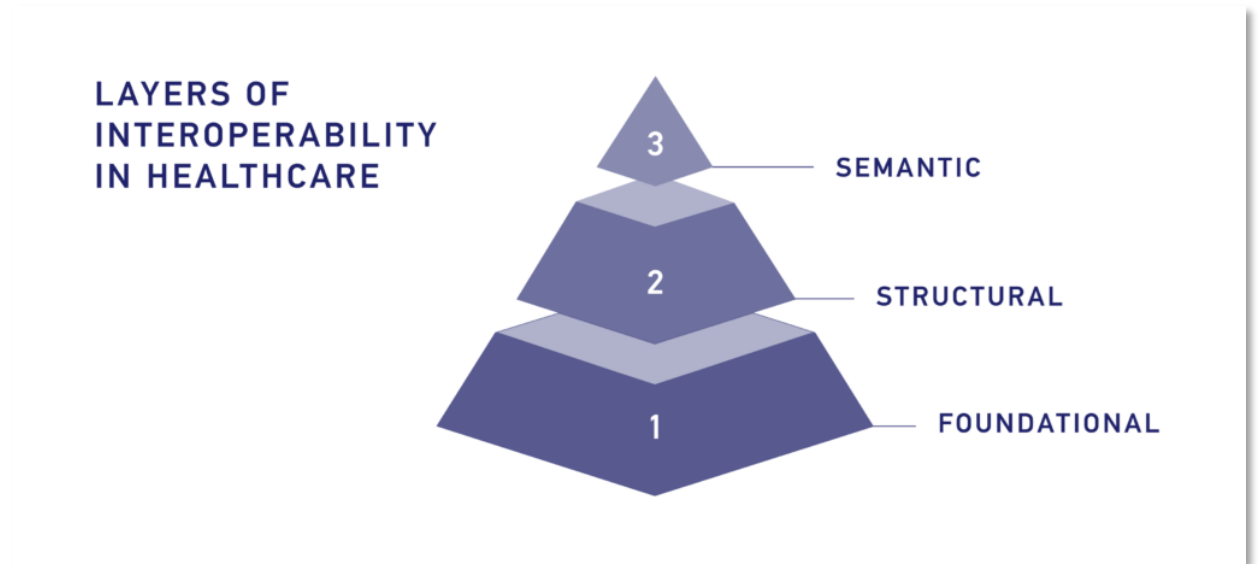 LAYERS OF
INTEROPERABILITY
IN HEALTHCARE
3
SEMANTIC
2
STRUCTURAL
1
FOUNDATIONAL